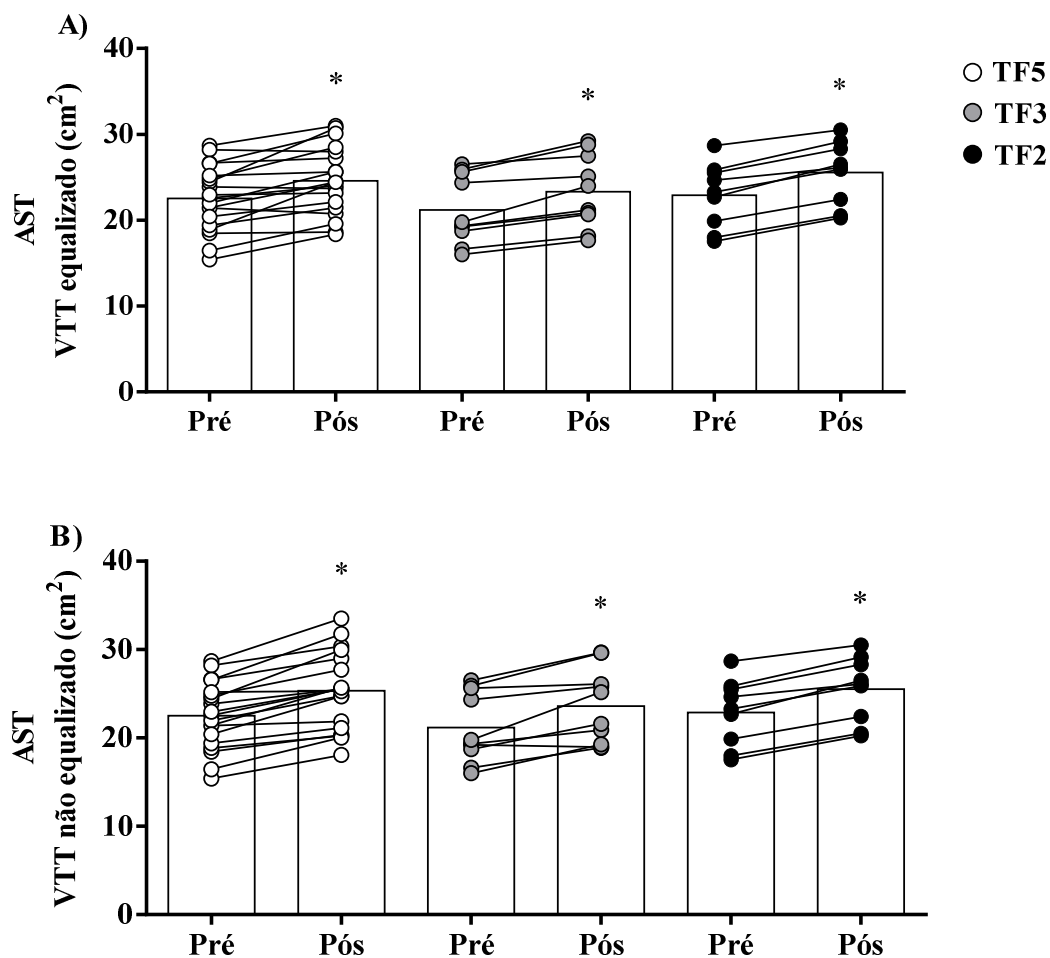 A)
AST
VTT equalizado (cm²)
40
30
20
10
0
* * *
Pré Pós Pré Pós Pré Pós
TF5
TF3
TF2
B)
AST
VTT não equalizado (cm²)
40
30
20
10
0
* * *
Pré Pós Pré Pós Pré Pós